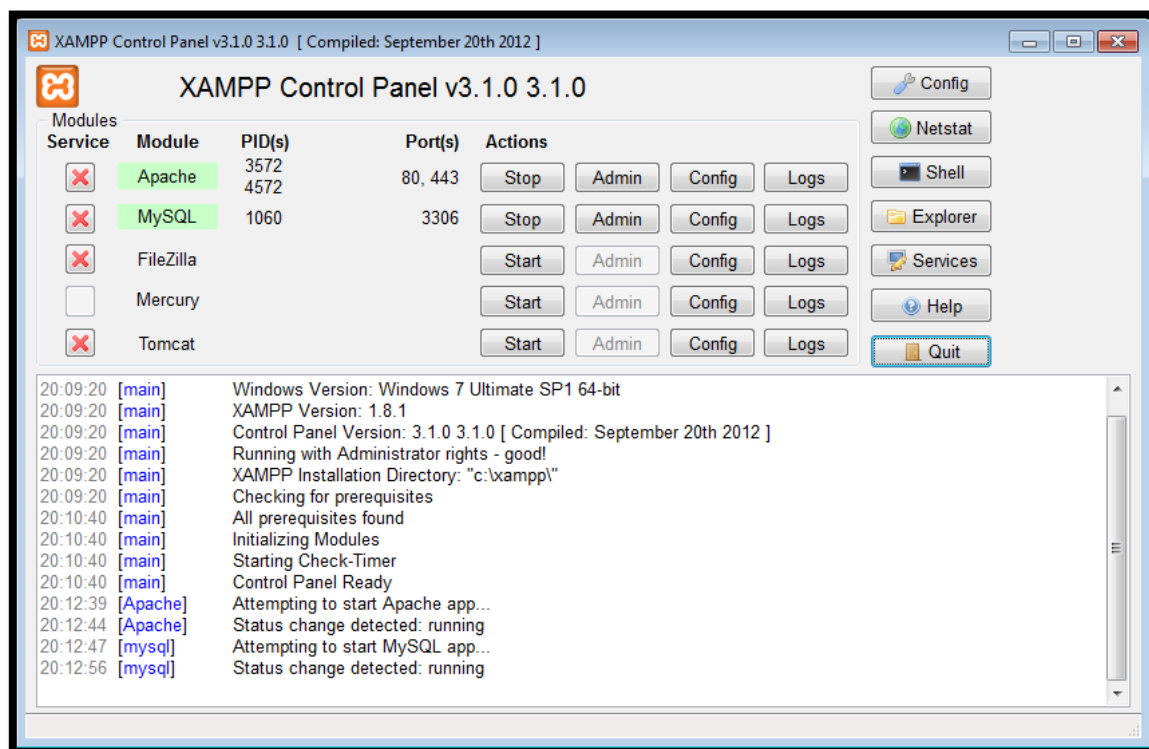 XAMPP Control Panel v3.1.0 3.1.0 [ Compiled: September 20th 2012 ]
XAMPP Control Panel v3.1.0 3.1.0
Config
Modules
Netstat
Service Module PID(s) Port(s) Actions
Shell
3572
Apache 80, 443 Stop Admin Config Logs
4572
MySQL 1060 3306 Stop Admin Config Logs
Explorer
FileZilla Start Admin Config Logs
Services
Mercury Start Admin Config Logs
Help
Tomcat Start Admin Config Logs
Quit
20:09:20 [main] Windows Version: Windows 7 Ultimate SP1 64-bit
20:09:20 [main] XAMPP Version: 1.8.1
20:09:20 [main] Control Panel Version: 3.1.0 3.1.0 [ Compiled: September 20th 2012 ]
20:09:20 [main] Running with Administrator rights - good!
20:09:20 [main] XAMPP Installation Directory: "c:\xampp\"
20:09:20 [main] Checking for prerequisites
20:10:40 [main] All prerequisites found
20:10:40 [main] Initializing Modules
20:10:40 [main] Starting Check-Timer
20:10:40 [main] Control Panel Ready
20:12:39 [Apache] Attempting to start Apache app...
20:12:44 [Apache] Status change detected: running
20:12:47 [mysql] Attempting to start MySQL app...
20:12:56 [mysql] Status change detected: running